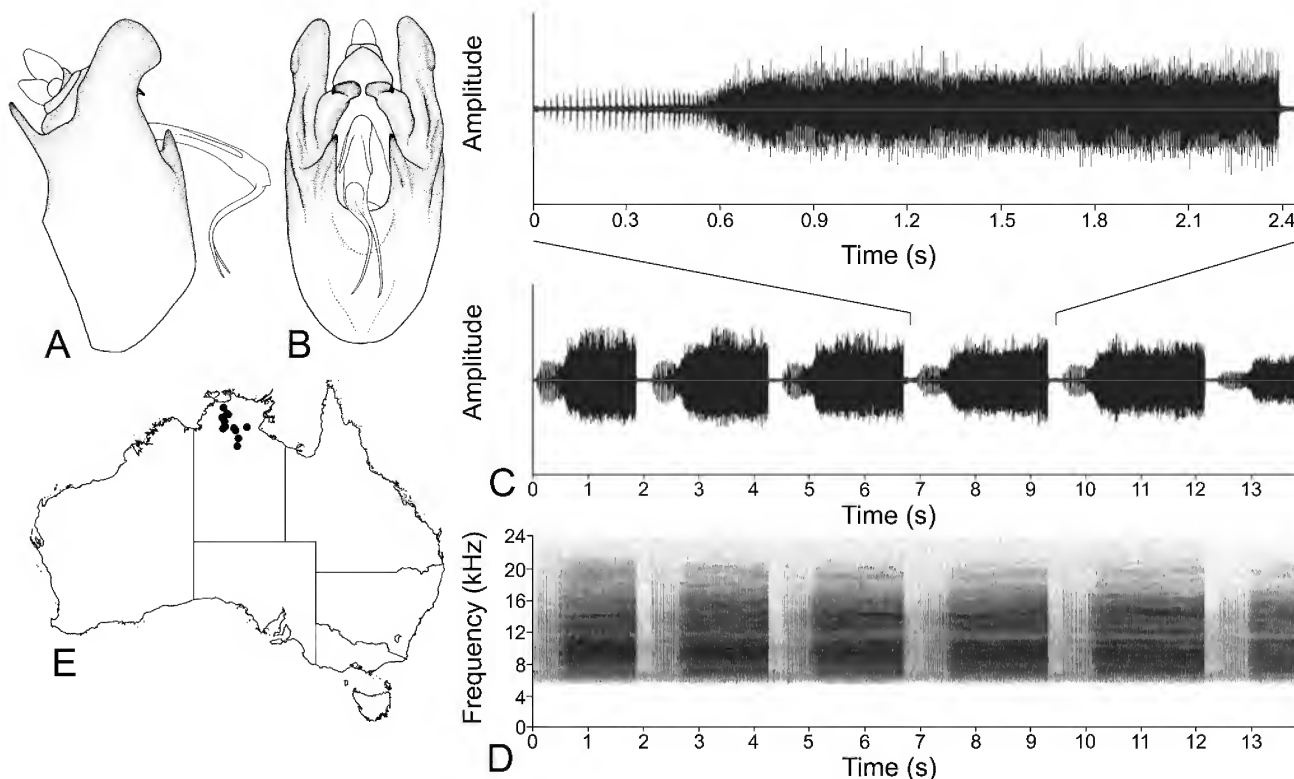 A
B
Amplitude
0 0.3 0.6 0.9 1.2 1.5 1.8 2.1 2.4
Time (s)
Amplitude
C
0 1 2 3 4 5 6 7 8 9 10 11 12 13
Time (s)
E
Frequency (kHz)
24
20
16
12
8
4
0
D
0 1 2 3 4 5 6 7 8 9 10 11 12 13
Time (s)